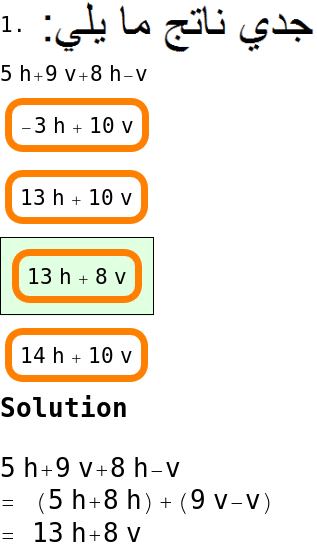 1. جدي ناتج ما يلي:
5 h+9 v+8 h−v
−3 h + 10 v
13 h + 10 v
13 h + 8 v
14 h + 10 v
Solution
5 h+9 v+8 h−v
= (5 h+8 h) + (9 v−v)
= 13 h+8 v